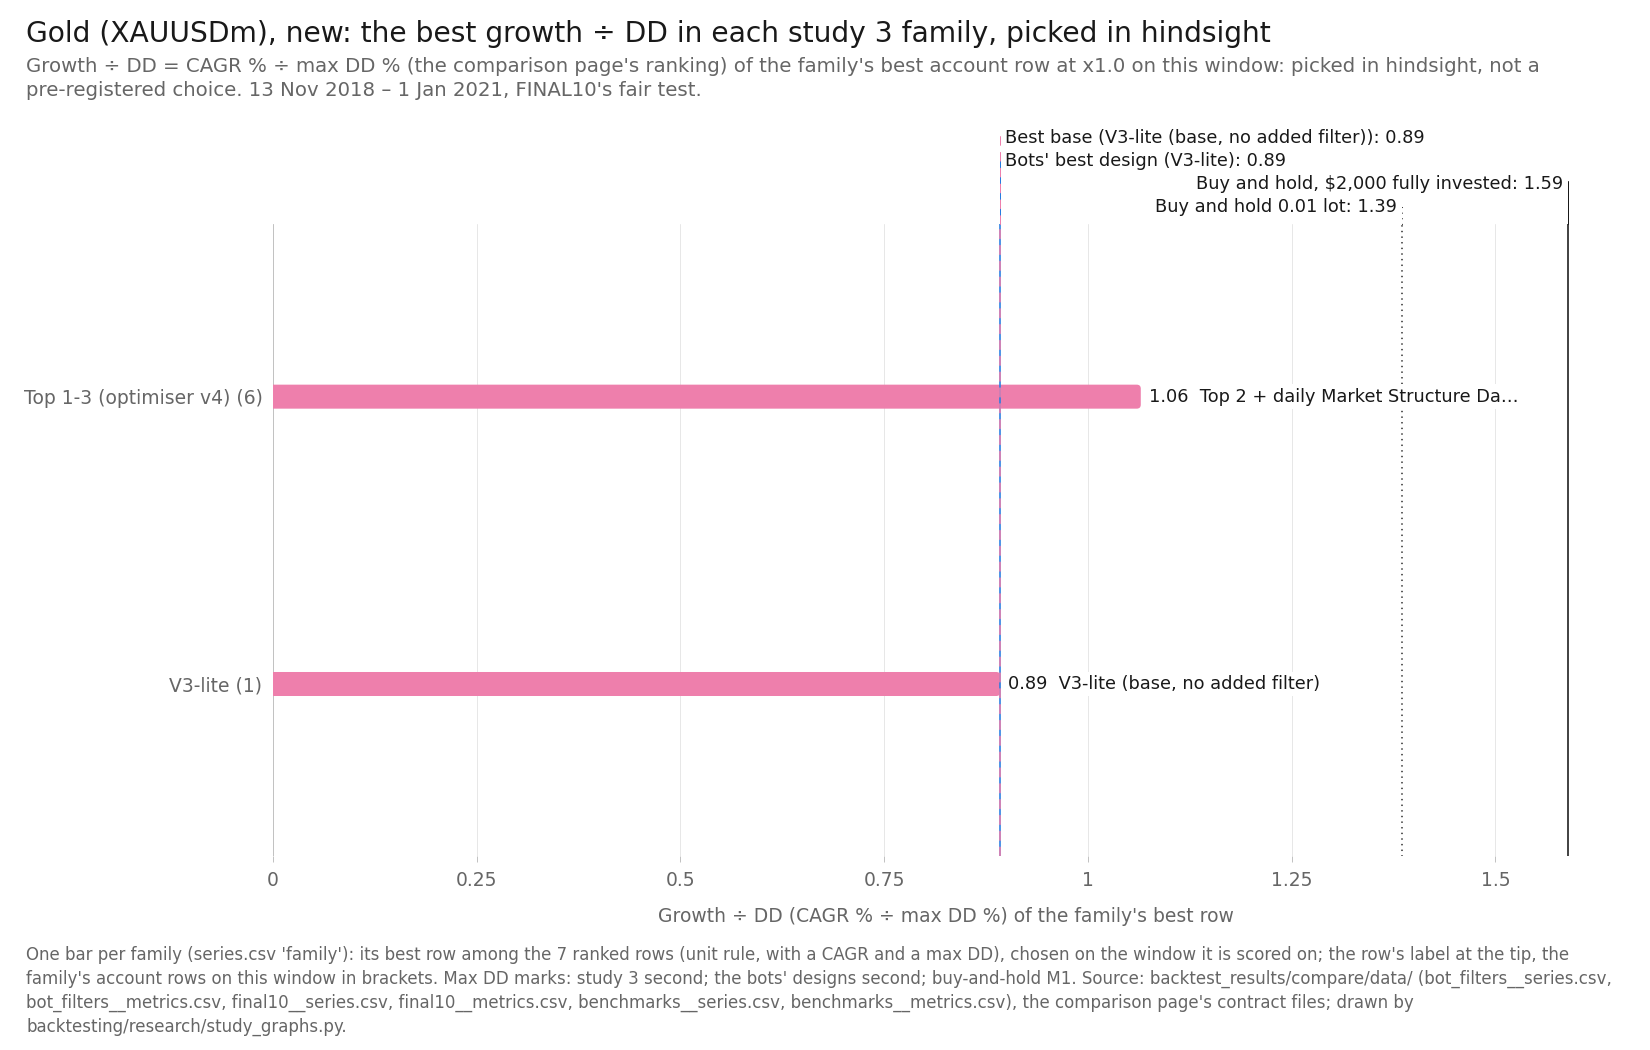 Gold (XAUUSDm), new: the best growth ÷ DD in each study 3 family, picked in hindsight
Growth ÷ DD = CAGR % ÷ max DD % (the comparison page's ranking) of the family's best account row at x1.0 on this window: picked in hindsight, not a
pre-registered choice. 13 Nov 2018 – 1 Jan 2021, FINAL10's fair test.
Best base (V3-lite (base, no added filter)): 0.89
Bots' best design (V3-lite): 0.89
Buy and hold, $2,000 fully invested: 1.59
Buy and hold 0.01 lot: 1.39
Top 1-3 (optimiser v4) (6)
1.06 Top 2 + daily Market Structure Da…
V3-lite (1)
0.89 V3-lite (base, no added filter)
0 0.25 0.5 0.75 1 1.25 1.5
Growth ÷ DD (CAGR % ÷ max DD %) of the family's best row
One bar per family (series.csv 'family'): its best row among the 7 ranked rows (unit rule, with a CAGR and a max DD), chosen on the window it is scored on; the row's label at the tip, the
family's account rows on this window in brackets. Max DD marks: study 3 second; the bots' designs second; buy-and-hold M1. Source: backtest_results/compare/data/ (bot_filters__series.csv,
bot_filters__metrics.csv, final10__series.csv, final10__metrics.csv, benchmarks__series.csv, benchmarks__metrics.csv), the comparison page's contract files; drawn by
backtesting/research/study_graphs.py.